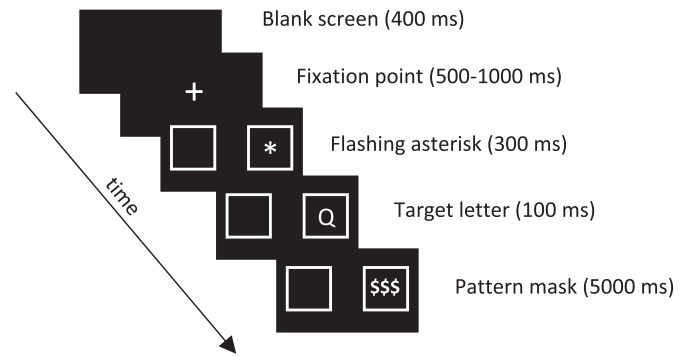 Blank screen (400 ms)
Fixation point (500-1000 ms)
+
Flashing asterisk (300 ms)
*
time
Target letter (100 ms)
Q
Pattern mask (5000 ms)
$$$